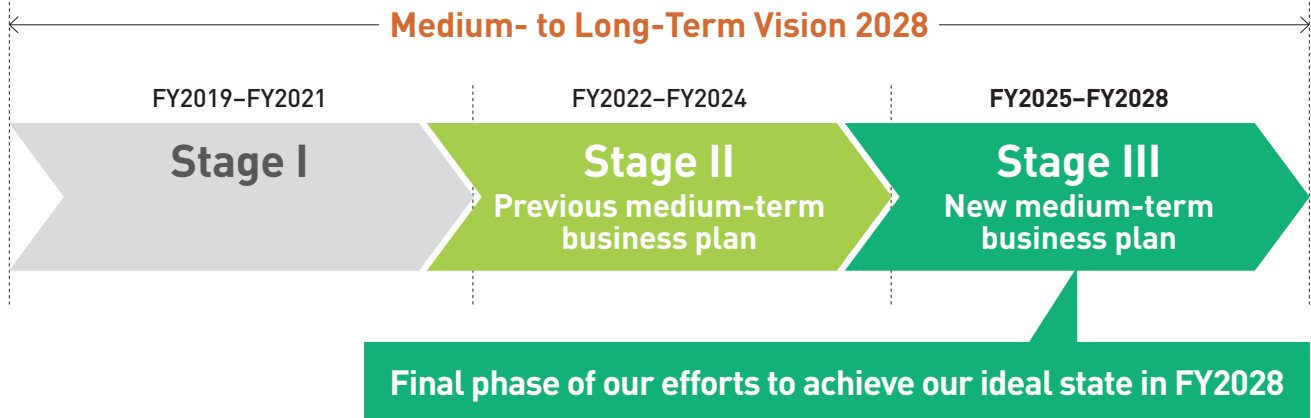 Medium- to Long-Term Vision 2028
FY2019–FY2021
FY2022–FY2024
FY2025–FY2028
Stage I
Stage II
Previous medium-term
business plan
Stage III
New medium-term
business plan
Final phase of our efforts to achieve our ideal state in FY2028